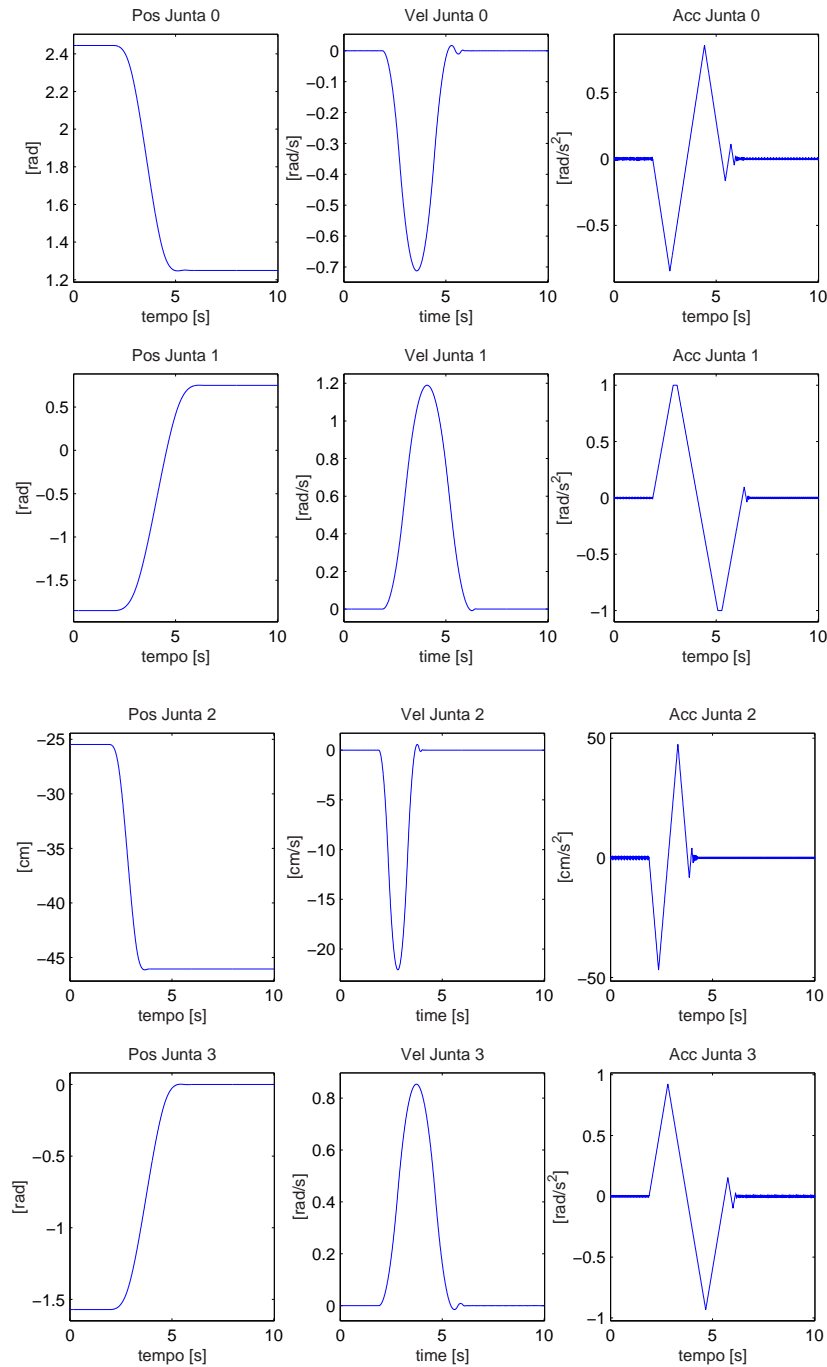 Pos Junta 0
Vel Junta 0
Acc Junta 0
2.4
2.2
2
1.8
1.6
1.4
1.2
[rad]
0
5
10
tempo [s]
0
−0.1
−0.2
−0.3
−0.4
−0.5
−0.6
−0.7
[rad/s]
0
5
10
time [s]
0.5
0
−0.5
[rad/s²]
0
5
10
tempo [s]
Pos Junta 1
Vel Junta 1
Acc Junta 1
0.5
0
−0.5
−1
−1.5
[rad]
0
5
10
tempo [s]
1.2
1
0.8
0.6
0.4
0.2
0
[rad/s]
0
5
10
time [s]
1
0.5
0
−0.5
−1
[rad/s²]
0
5
10
tempo [s]
Pos Junta 2
Vel Junta 2
Acc Junta 2
−25
−30
−35
−40
−45
[cm]
0
5
10
tempo [s]
0
−5
−10
−15
−20
[cm/s]
0
5
10
time [s]
50
0
−50
[cm/s²]
0
5
10
tempo [s]
Pos Junta 3
Vel Junta 3
Acc Junta 3
0
−0.5
−1
−1.5
[rad]
0
5
10
tempo [s]
0.8
0.6
0.4
0.2
0
[rad/s]
0
5
10
time [s]
1
0.5
0
−0.5
−1
[rad/s²]
0
5
10
tempo [s]